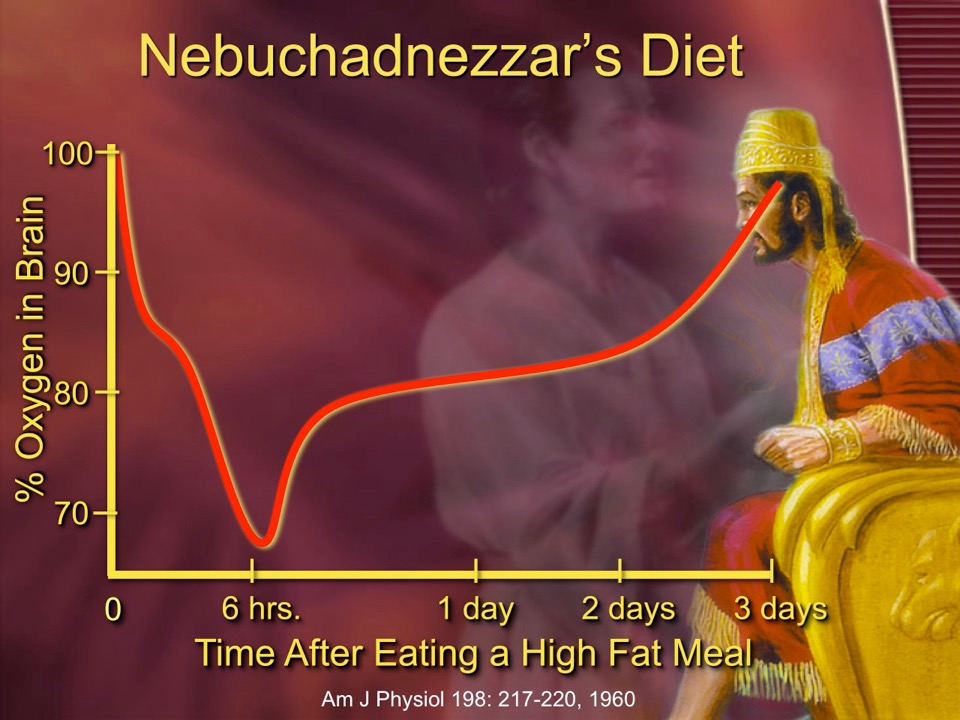 Nebuchadnezzar’s Diet
% Oxygen in Brain
100
90
80
70
0 6 hrs. 1 day 2 days 3 days
Time After Eating a High Fat Meal
Am J Physiol 198: 217-220, 1960